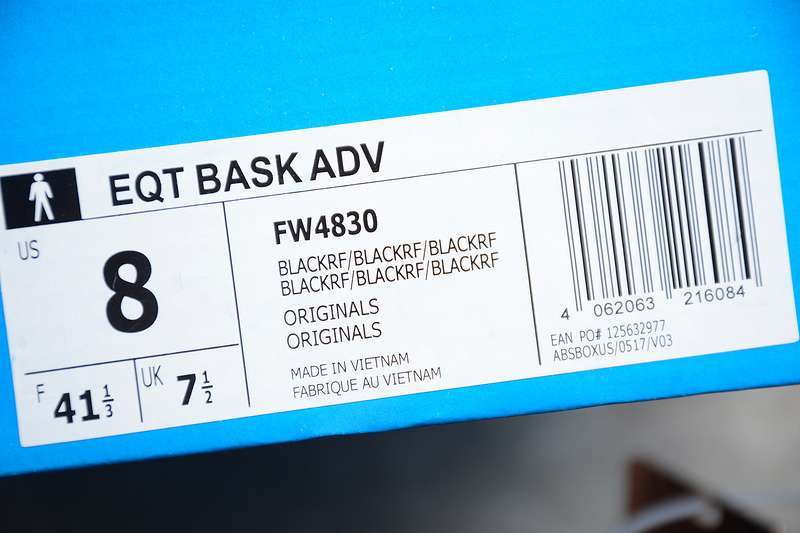 EQT BASK ADV
US
8
F 41 1/3
UK 7 1/2
FW4830
BLACKRF/BLACKRF/BLACKRF
BLACKRF/BLACKRF/BLACKRF
ORIGINALS
ORIGINALS
MADE IN VIETNAM
FABRIQUE AU VIETNAM
4 062063 216084
EAN PO# 125632977
ABSBOXUS/0517/V03